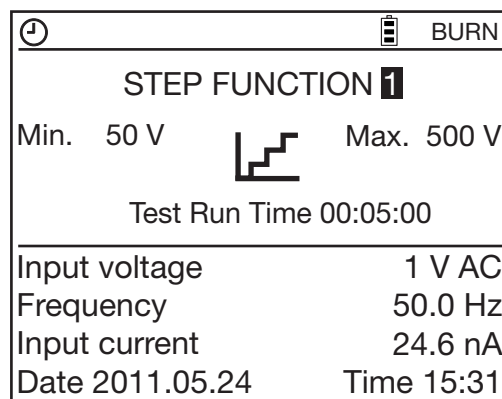 BURN
STEP FUNCTION 1
Min. 50 V Max. 500 V
Test Run Time 00:05:00
Input voltage 1 V AC
Frequency 50.0 Hz
Input current 24.6 nA
Date 2011.05.24 Time 15:31